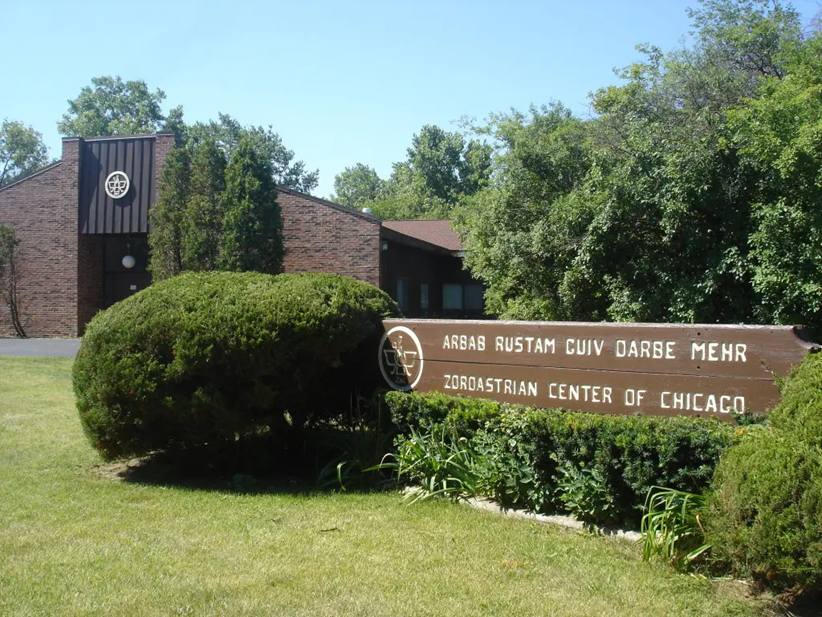 ARBAB RUSTAM GUIV DARBE MEHR
ZOROASTRIAN CENTER OF CHICAGO